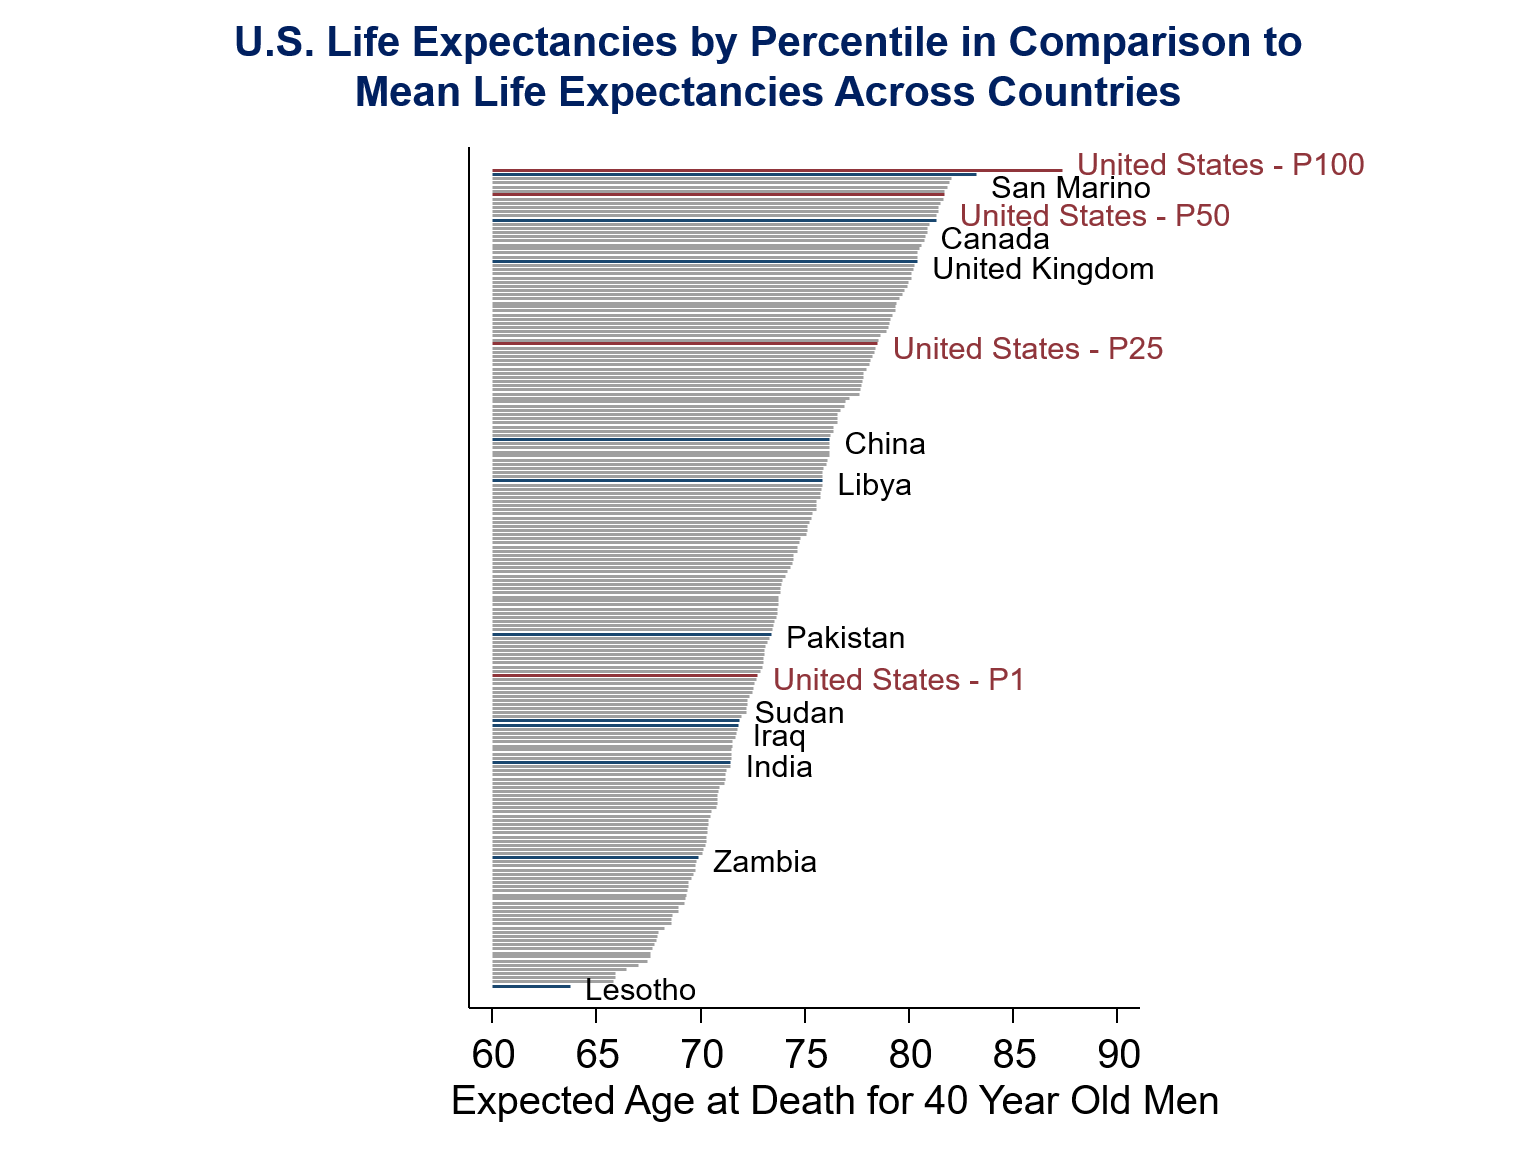 U.S. Life Expectancies by Percentile in Comparison to
Mean Life Expectancies Across Countries
United States - P100
San Marino
United States - P50
Canada
United Kingdom
United States - P25
China
Libya
Pakistan
United States - P1
Sudan
Iraq
India
Zambia
Lesotho
60 65 70 75 80 85 90
Expected Age at Death for 40 Year Old Men